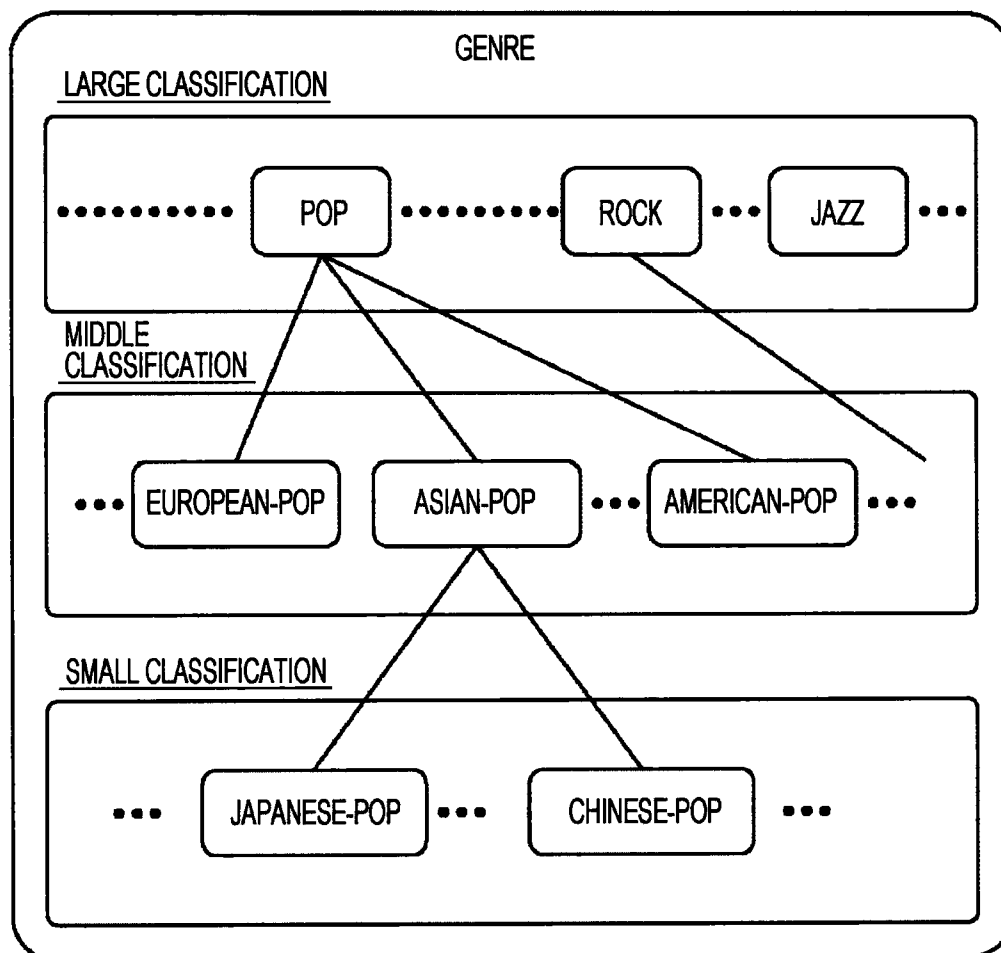 GENRE
LARGE CLASSIFICATION
POP
ROCK
JAZZ
MIDDLE
CLASSIFICATION
EUROPEAN-POP
ASIAN-POP
AMERICAN-POP
SMALL CLASSIFICATION
JAPANESE-POP
CHINESE-POP